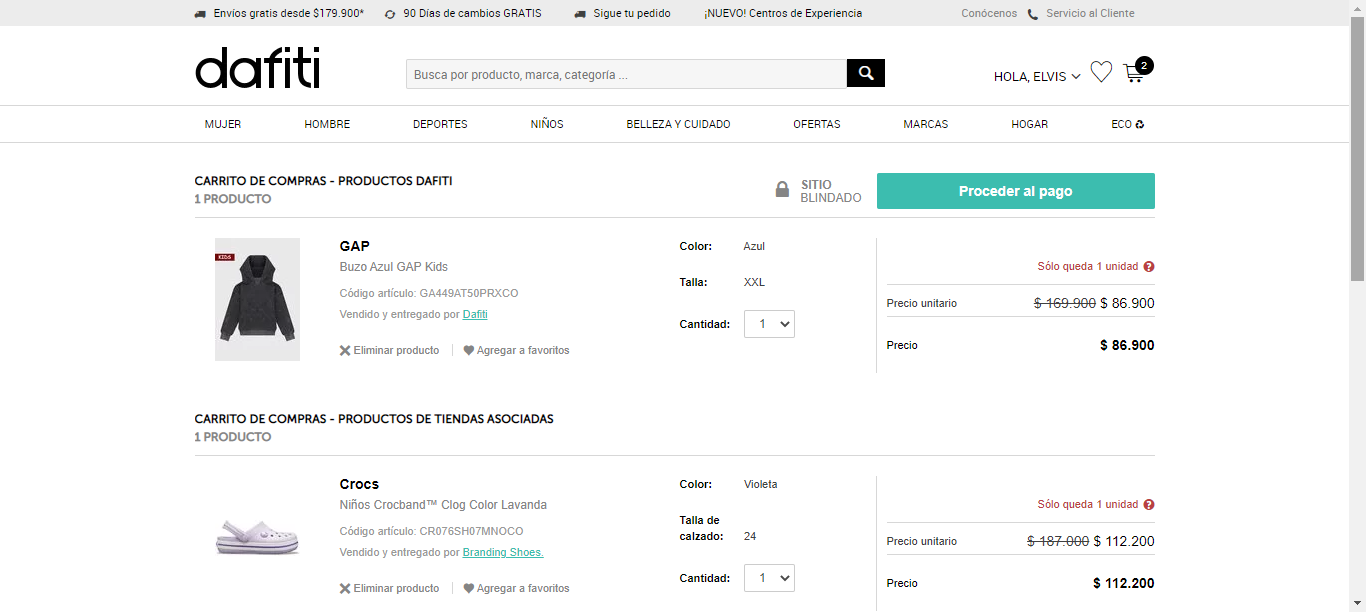 Envíos gratis desde $179.900* 90 Días de cambios GRATIS Sigue tu pedido ¡NUEVO! Centros de Experiencia Conócenos Servicio al Cliente
dafiti
Busca por producto, marca, categoría ...
HOLA, ELVIS
2
MUJER HOMBRE DEPORTES NIÑOS BELLEZA Y CUIDADO OFERTAS MARCAS HOGAR ECO
CARRITO DE COMPRAS - PRODUCTOS DAFITI
1 PRODUCTO
SITIO
BLINDADO
Proceder al pago
KIDS
GAP
Buzo Azul GAP Kids
Código artículo: GA449AT50PRXCO
Vendido y entregado por Dafiti
Eliminar producto Agregar a favoritos
Color: Azul
Talla: XXL
Cantidad: 1
Sólo queda 1 unidad ?
Precio unitario $ 169.900 $ 86.900
Precio $ 86.900
CARRITO DE COMPRAS - PRODUCTOS DE TIENDAS ASOCIADAS
1 PRODUCTO
Crocs
Niños Crocband™ Clog Color Lavanda
Código artículo: CR076SH07MNOCO
Vendido y entregado por Branding Shoes.
Eliminar producto Agregar a favoritos
Color: Violeta
Talla de
calzado: 24
Cantidad: 1
Sólo queda 1 unidad ?
Precio unitario $ 187.000 $ 112.200
Precio $ 112.200